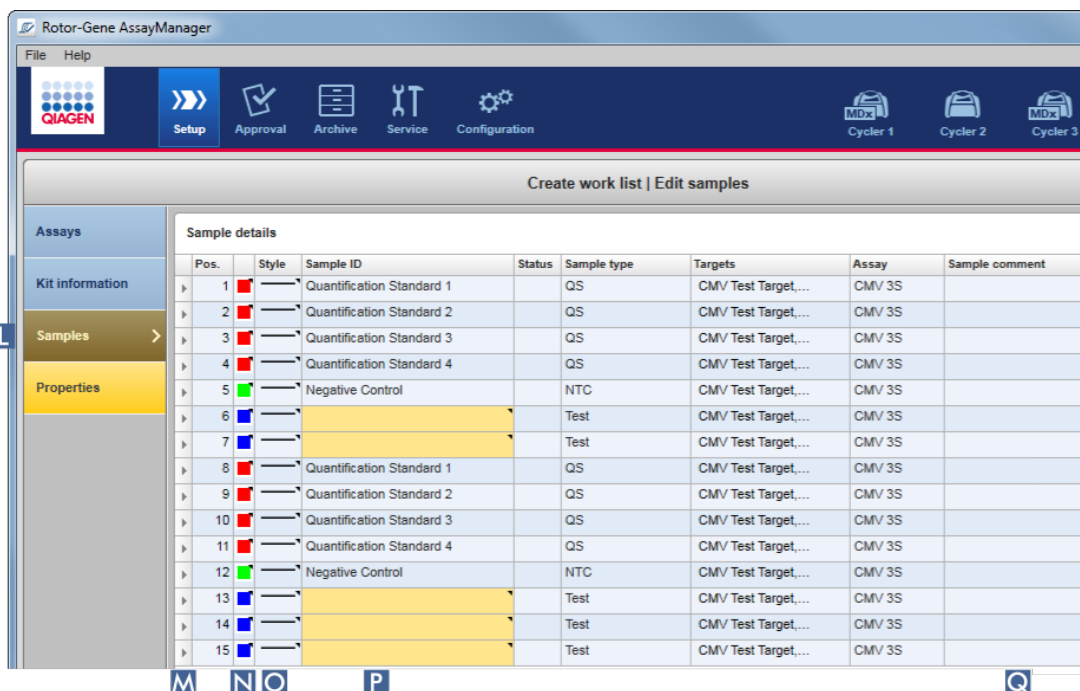 Rotor-Gene AssayManager
File Help
QIAGEN
Setup Approval Archive Service Configuration MDx Cycler 1 Cycler 2 MDx Cycler 3
Create work list | Edit samples
Assays
Kit information
Samples
Properties
L
Sample details
Pos. Style Sample ID Status Sample type Targets Assay Sample comment
1 Quantification Standard 1 QS CMV Test Target,... CMV 3S
2 Quantification Standard 2 QS CMV Test Target,... CMV 3S
3 Quantification Standard 3 QS CMV Test Target,... CMV 3S
4 Quantification Standard 4 QS CMV Test Target,... CMV 3S
5 Negative Control NTC CMV Test Target,... CMV 3S
6 Test CMV Test Target,... CMV 3S
7 Test CMV Test Target,... CMV 3S
8 Quantification Standard 1 QS CMV Test Target,... CMV 3S
9 Quantification Standard 2 QS CMV Test Target,... CMV 3S
10 Quantification Standard 3 QS CMV Test Target,... CMV 3S
11 Quantification Standard 4 QS CMV Test Target,... CMV 3S
12 Negative Control NTC CMV Test Target,... CMV 3S
13 Test CMV Test Target,... CMV 3S
14 Test CMV Test Target,... CMV 3S
15 Test CMV Test Target,... CMV 3S
M N O P Q